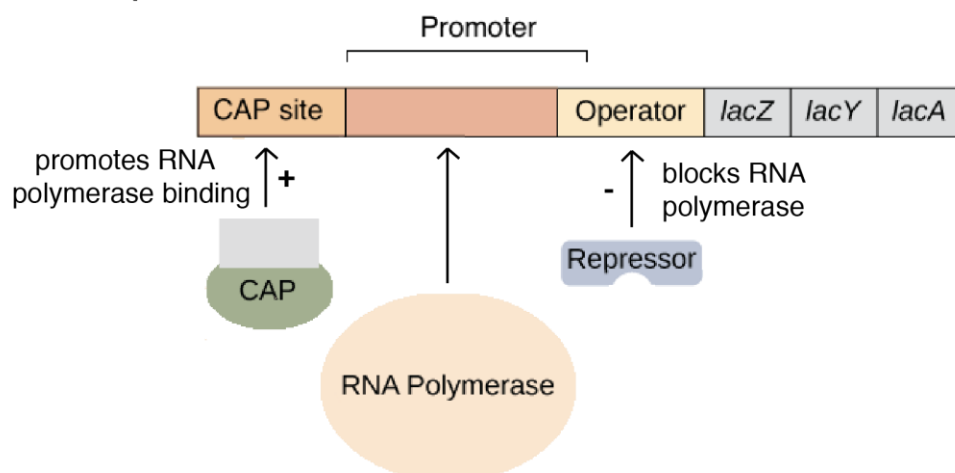 Promoter
CAP site
Operator
lacZ
lacY
lacA
promotes RNA
polymerase binding
+
-
blocks RNA
polymerase
Repressor
CAP
RNA Polymerase